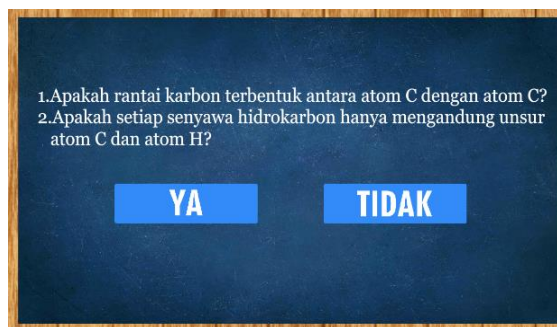 1.Apakah rantai karbon terbentuk antara atom C dengan atom C?
2.Apakah setiap senyawa hidrokarbon hanya mengandung unsur
atom C dan atom H?
YA
TIDAK